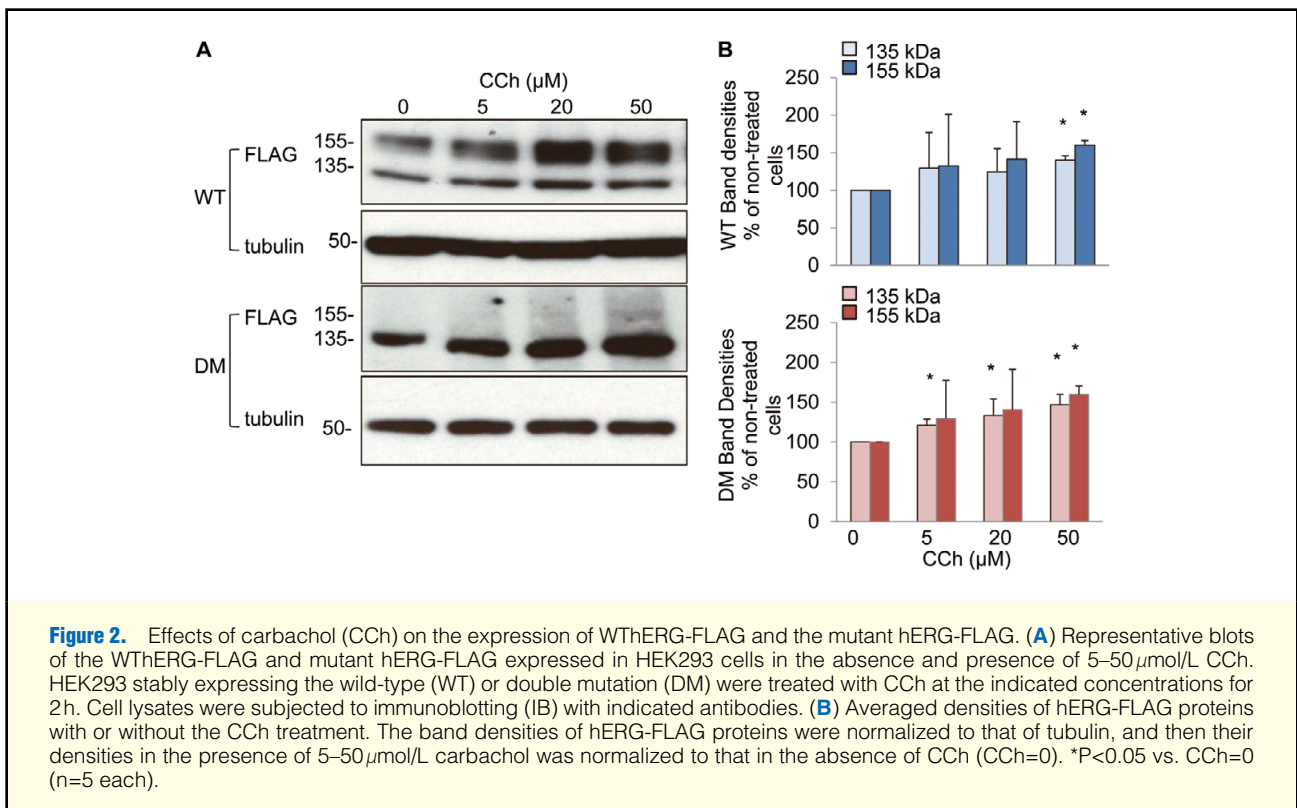 A
CCh (µM)
0 5 20 50
WT
FLAG
155-
135-
tubulin
50-
DM
FLAG
155-
135-
tubulin
50-
B
135 kDa
155 kDa
WT Band densities
% of non-treated
cells
250
200
150
100
50
0
* *
135 kDa
155 kDa
DM Band Densities
% of non-treated
cells
250
200
150
100
50
0
* * * *
0 5 20 50
CCh (µM)
Figure 2. Effects of carbachol (CCh) on the expression of WThERG-FLAG and the mutant hERG-FLAG. (A) Representative blots
of the WThERG-FLAG and mutant hERG-FLAG expressed in HEK293 cells in the absence and presence of 5–50 µmol/L CCh.
HEK293 stably expressing the wild-type (WT) or double mutation (DM) were treated with CCh at the indicated concentrations for
2h. Cell lysates were subjected to immunoblotting (IB) with indicated antibodies. (B) Averaged densities of hERG-FLAG proteins
with or without the CCh treatment. The band densities of hERG-FLAG proteins were normalized to that of tubulin, and then their
densities in the presence of 5–50 µmol/L carbachol was normalized to that in the absence of CCh (CCh=0). *P<0.05 vs. CCh=0
(n=5 each).